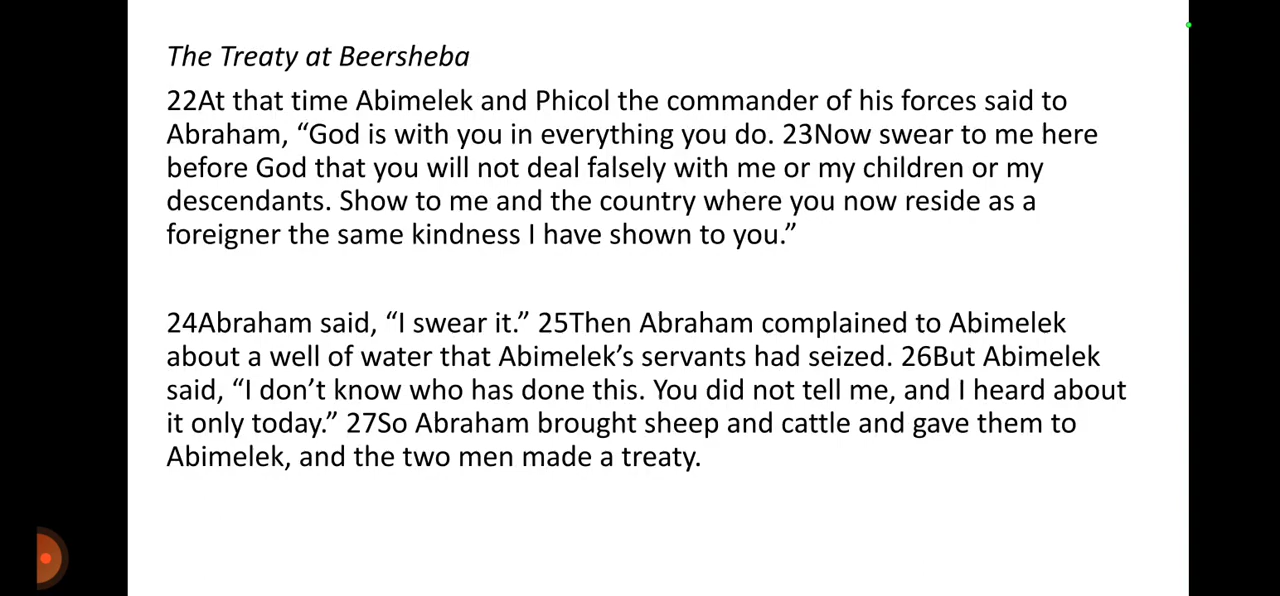 The Treaty at Beersheba
22At that time Abimelek and Phicol the commander of his forces said to
Abraham, “God is with you in everything you do. 23Now swear to me here
before God that you will not deal falsely with me or my children or my
descendants. Show to me and the country where you now reside as a
foreigner the same kindness I have shown to you.”
24Abraham said, “I swear it.” 25Then Abraham complained to Abimelek
about a well of water that Abimelek’s servants had seized. 26But Abimelek
said, “I don’t know who has done this. You did not tell me, and I heard about
it only today.” 27So Abraham brought sheep and cattle and gave them to
Abimelek, and the two men made a treaty.